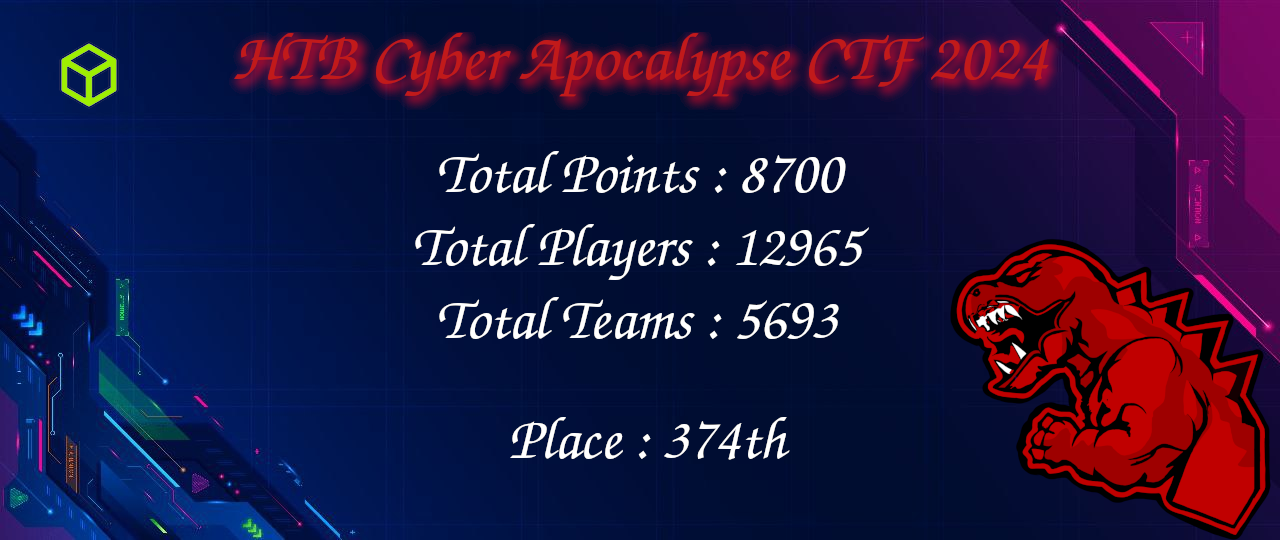 HTB Cyber Apocalypse CTF 2024
Total Points : 8700
Total Players : 12965
Total Teams : 5693
Place : 374th